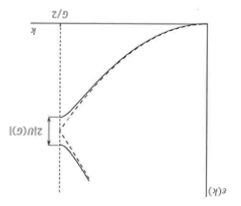 ε(k)
2|U(G)|
G/2
k